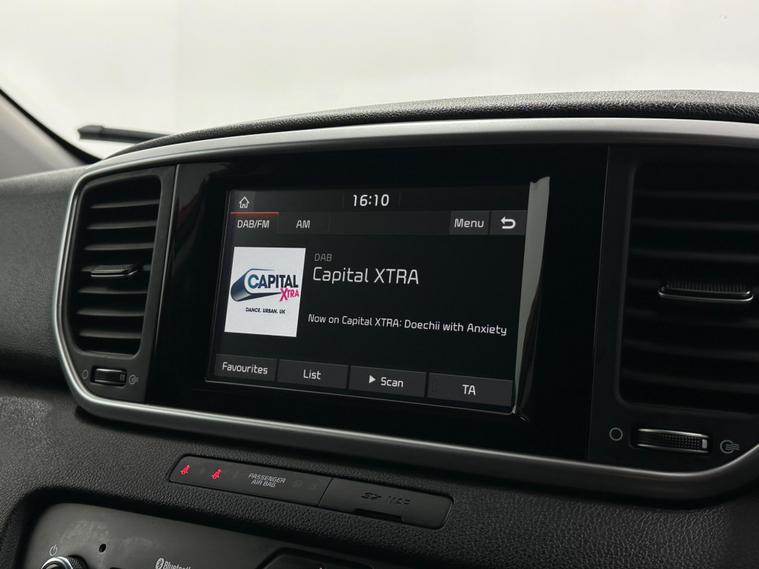 16:10
DAB/FM
AM
Menu
DAB
Capital XTRA
CAPITAL
XTRA
DANCE. URBAN. UK
Now on Capital XTRA: Doechii with Anxiety
Favourites
List
Scan
TA
PASSENGER
AIR BAG
Bluetooth